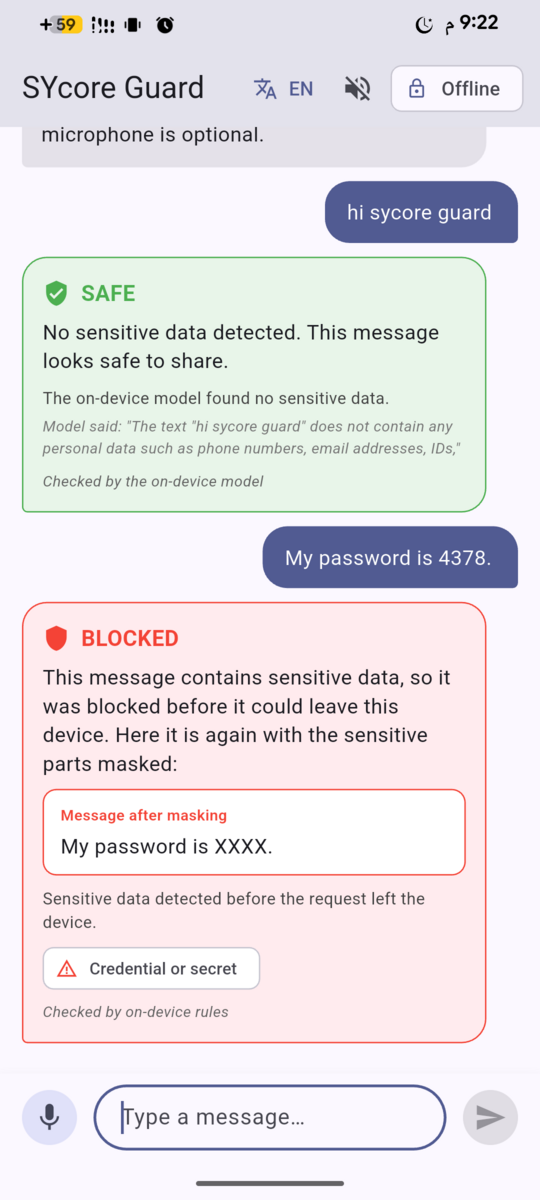 +59 9:22 م
SYcore Guard EN Offline
microphone is optional.
hi sycore guard
SAFE
No sensitive data detected. This message
looks safe to share.
The on-device model found no sensitive data.
Model said: "The text "hi sycore guard" does not contain any
personal data such as phone numbers, email addresses, IDs,"
Checked by the on-device model
My password is 4378.
BLOCKED
This message contains sensitive data, so it
was blocked before it could leave this
device. Here it is again with the sensitive
parts masked:
Message after masking
My password is XXXX.
Sensitive data detected before the request left the
device.
Credential or secret
Checked by on-device rules
Type a message…